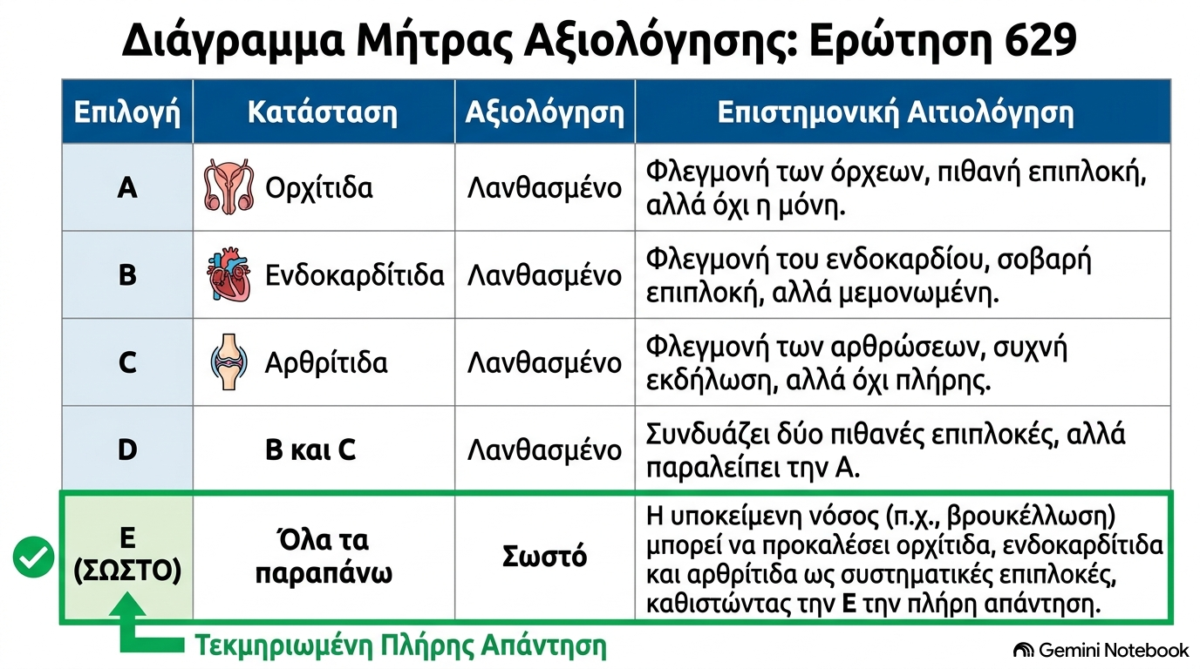 Διάγραμμα Μήτρας Αξιολόγησης: Ερώτηση 629
Επιλογή Κατάσταση Αξιολόγηση Επιστημονική Αιτιολόγηση
A Ορχίτιδα Λανθασμένο Φλεγμονή των όρχεων, πιθανή επιπλοκή,
αλλά όχι η μόνη.
B Ενδοκαρδίτιδα Λανθασμένο Φλεγμονή του ενδοκαρδίου, σοβαρή
επιπλοκή, αλλά μεμονωμένη.
C Αρθρίτιδα Λανθασμένο Φλεγμονή των αρθρώσεων, συχνή
εκδήλωση, αλλά όχι πλήρης.
D B και C Λανθασμένο Συνδυάζει δύο πιθανές επιπλοκές, αλλά
παραλείπει την A.
E
(ΣΩΣΤΟ)
Όλα τα
παραπάνω
Σωστό
Η υποκείμενη νόσος (π.χ., βρουκέλλωση)
μπορεί να προκαλέσει ορχίτιδα, ενδοκαρδίτιδα
και αρθρίτιδα ως συστηματικές επιπλοκές,
καθιστώντας την E την πλήρη απάντηση.
Τεκμηριωμένη Πλήρης Απάντηση
Gemini Notebook